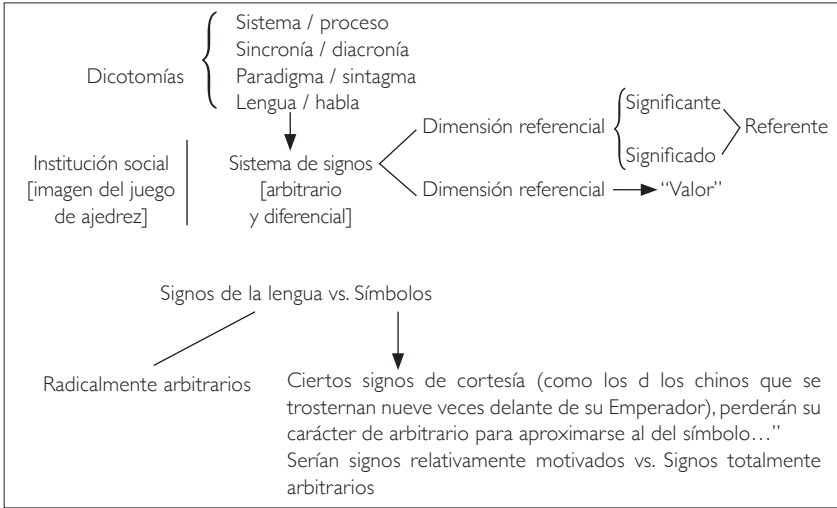 Dicotomías
Sistema / proceso
Sincronía / diacronía
Paradigma / sintagma
Lengua / habla
Institución social
[imagen del juego
de ajedrez]
Sistema de signos
[arbitrario
y diferencial]
Dimensión referencial
Significante
Significado
Referente
Dimensión referencial
“Valor”
Signos de la lengua vs. Símbolos
Radicalmente arbitrarios
Ciertos signos de cortesía (como los d los chinos que se
trosternan nueve veces delante de su Emperador), perderán su
carácter de arbitrario para aproximarse al del símbolo…”
Serían signos relativamente motivados vs. Signos totalmente
arbitrarios